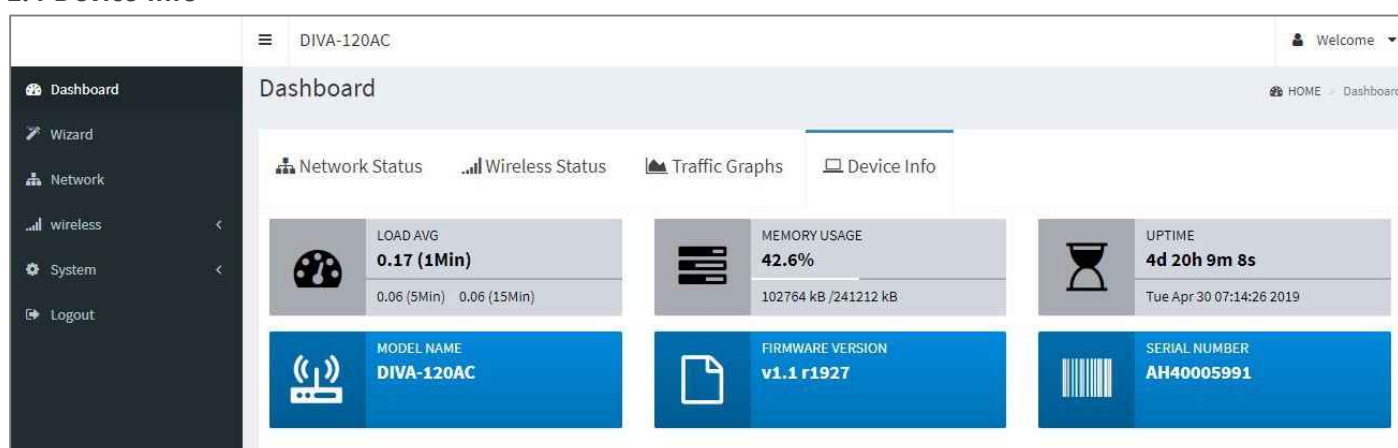 DIVA-120AC
Welcome
Dashboard
Wizard
Network
wireless
System
Logout
Dashboard
HOME / Dashboard
Network Status
Wireless Status
Traffic Graphs
Device Info
LOAD AVG
0.17 (1Min)
0.06 (5Min) 0.06 (15Min)
MEMORY USAGE
42.6%
102764 kB /241212 kB
UPTIME
4d 20h 9m 8s
Tue Apr 30 07:14:26 2019
MODEL NAME
DIVA-120AC
FIRMWARE VERSION
v1.1 r1927
SERIAL NUMBER
AH40005991